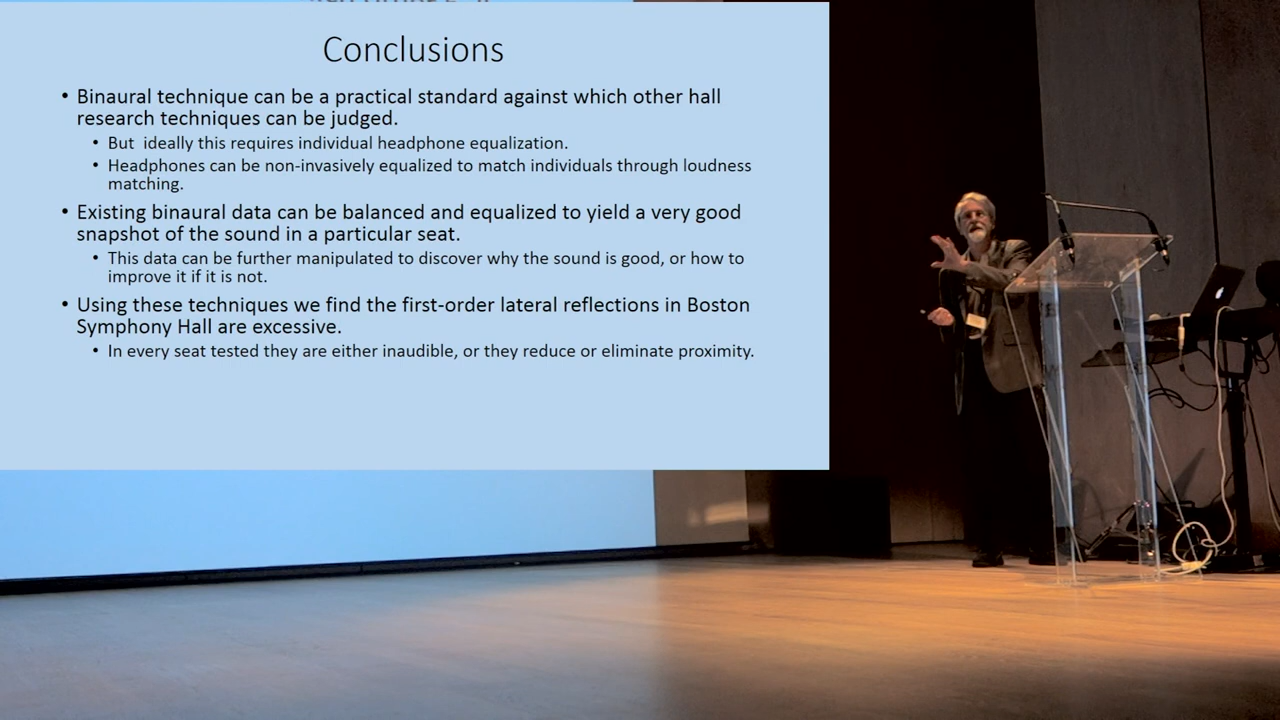 Conclusions
• Binaural technique can be a practical standard against which other hall
research techniques can be judged.
• But  ideally this requires individual headphone equalization.
• Headphones can be non-invasively equalized to match individuals through loudness
matching.
• Existing binaural data can be balanced and equalized to yield a very good
snapshot of the sound in a particular seat.
• This data can be further manipulated to discover why the sound is good, or how to
improve it if it is not.
• Using these techniques we find the first-order lateral reflections in Boston
Symphony Hall are excessive.
• In every seat tested they are either inaudible, or they reduce or eliminate proximity.